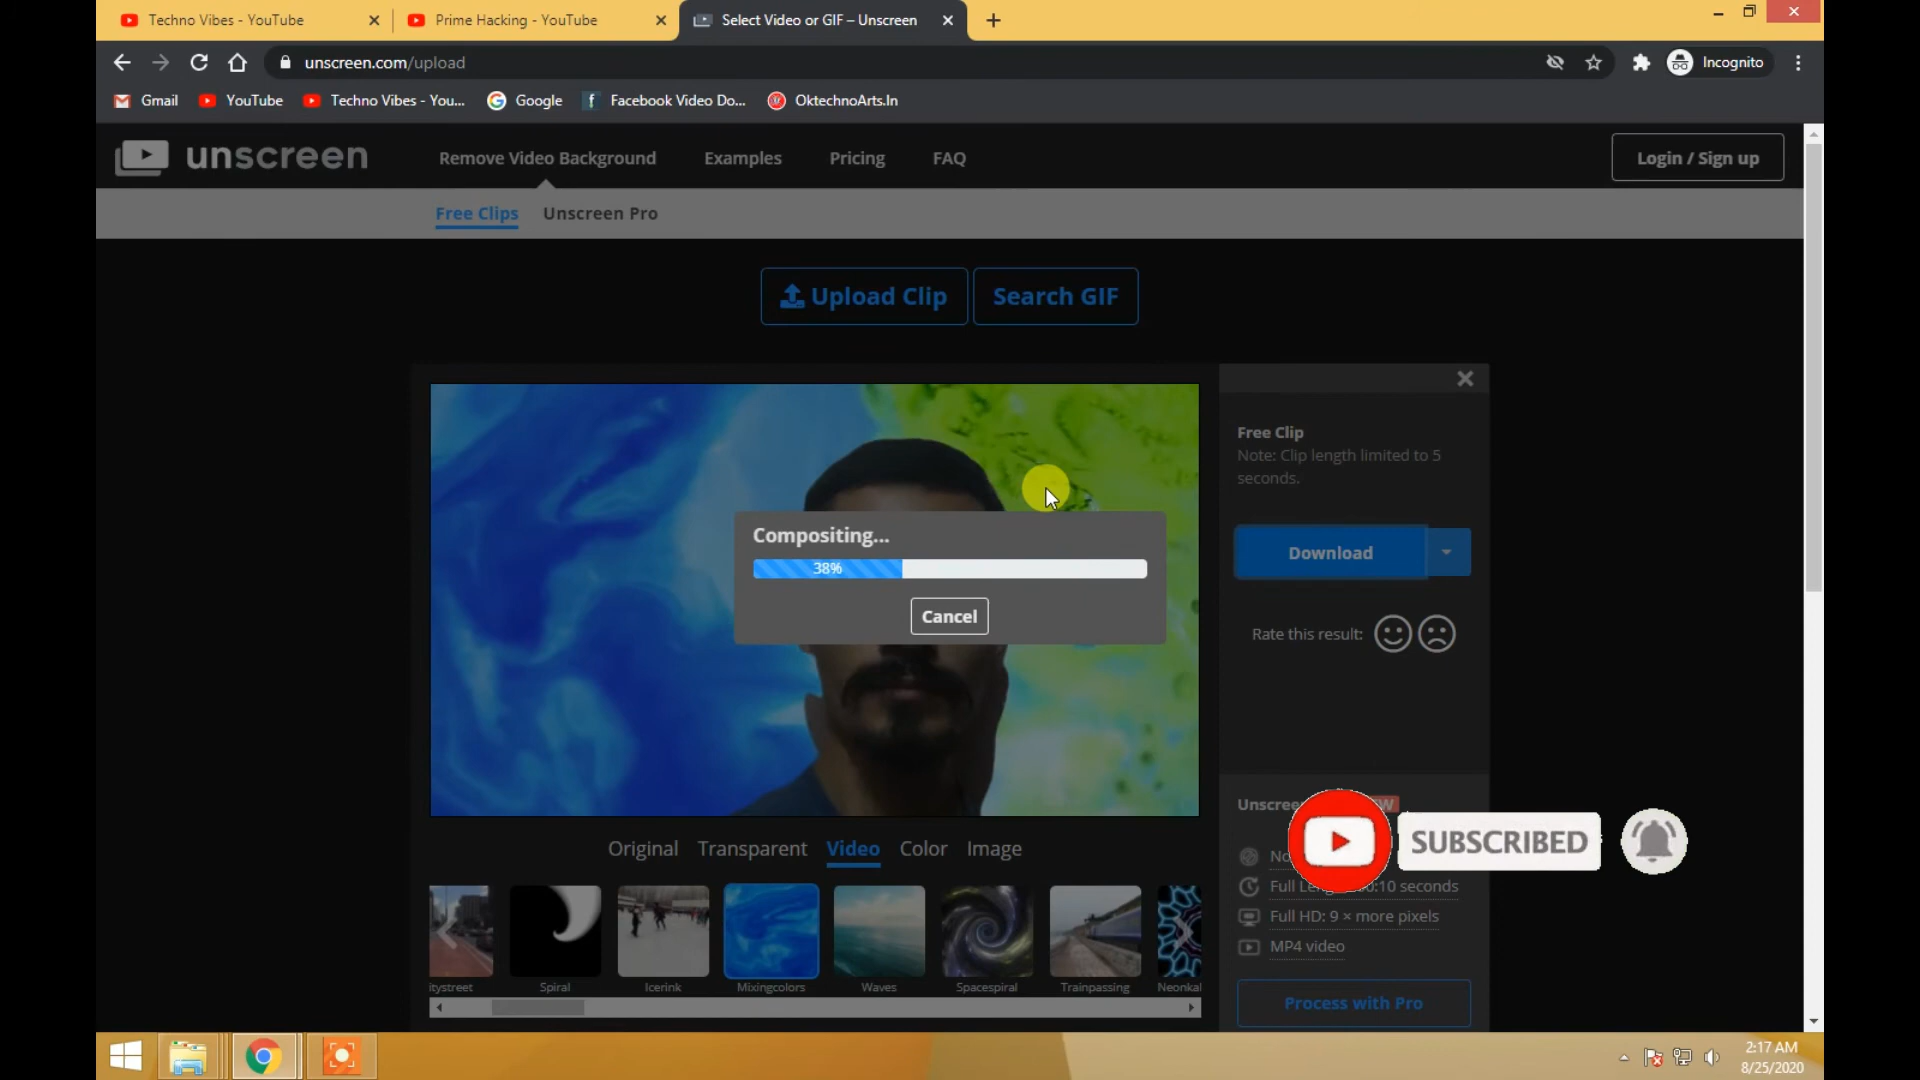 Techno Vibes - YouTube
Prime Hacking - YouTube
Select Video or GIF – Unscreen
unscreen.com/upload
Incognito
Gmail
YouTube
Techno Vibes - You...
Google
Facebook Video Do...
OktechnoArts.In
unscreen
Remove Video Background
Examples
Pricing
FAQ
Login / Sign up
Free Clips
Unscreen Pro
Upload Clip
Search GIF
Free Clip
Note: Clip length limited to 5
seconds.
Compositing...
38%
Cancel
Download
Rate this result:
SUBSCRIBED
Full HD: 9 × more pixels
MP4 video
Process with Pro
Original
Transparent
Video
Color
Image
itystreet
Spiral
Icerink
Mixingcolors
Waves
Spacespiral
Trainpassing
Neonkal
2:17 AM
8/25/2020